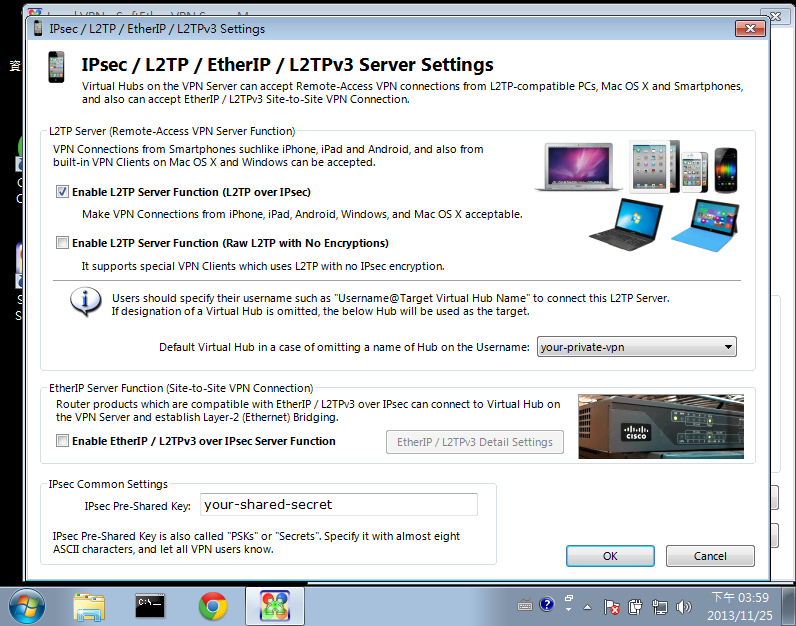 IPsec / L2TP / EtherIP / L2TPv3 Settings
IPsec / L2TP / EtherIP / L2TPv3 Server Settings
Virtual Hubs on the VPN Server can accept Remote-Access VPN connections from L2TP-compatible PCs, Mac OS X and Smartphones,
and also can accept EtherIP / L2TPv3 Site-to-Site VPN Connection.
L2TP Server (Remote-Access VPN Server Function)
VPN Connections from Smartphones suchlike iPhone, iPad and Android, and also from
built-in VPN Clients on Mac OS X and Windows can be accepted.
Enable L2TP Server Function (L2TP over IPsec)
Make VPN Connections from iPhone, iPad, Android, Windows, and Mac OS X acceptable.
Enable L2TP Server Function (Raw L2TP with No Encryptions)
It supports special VPN Clients which uses L2TP with no IPsec encryption.
Users should specify their username such as "Username@Target Virtual Hub Name" to connect this L2TP Server.
If designation of a Virtual Hub is omitted, the below Hub will be used as the target.
Default Virtual Hub in a case of omitting a name of Hub on the Username:
your-private-vpn
EtherIP Server Function (Site-to-Site VPN Connection)
Router products which are compatible with EtherIP / L2TPv3 over IPsec can connect to Virtual Hub on
the VPN Server and establish Layer-2 (Ethernet) Bridging.
Enable EtherIP / L2TPv3 over IPsec Server Function
EtherIP / L2TPv3 Detail Settings
CISCO
IPsec Common Settings
IPsec Pre-Shared Key:
your-shared-secret
IPsec Pre-Shared Key is also called "PSKs" or "Secrets". Specify it with almost eight
ASCII characters, and let all VPN users know.
OK
Cancel
下午 03:59
2013/11/25